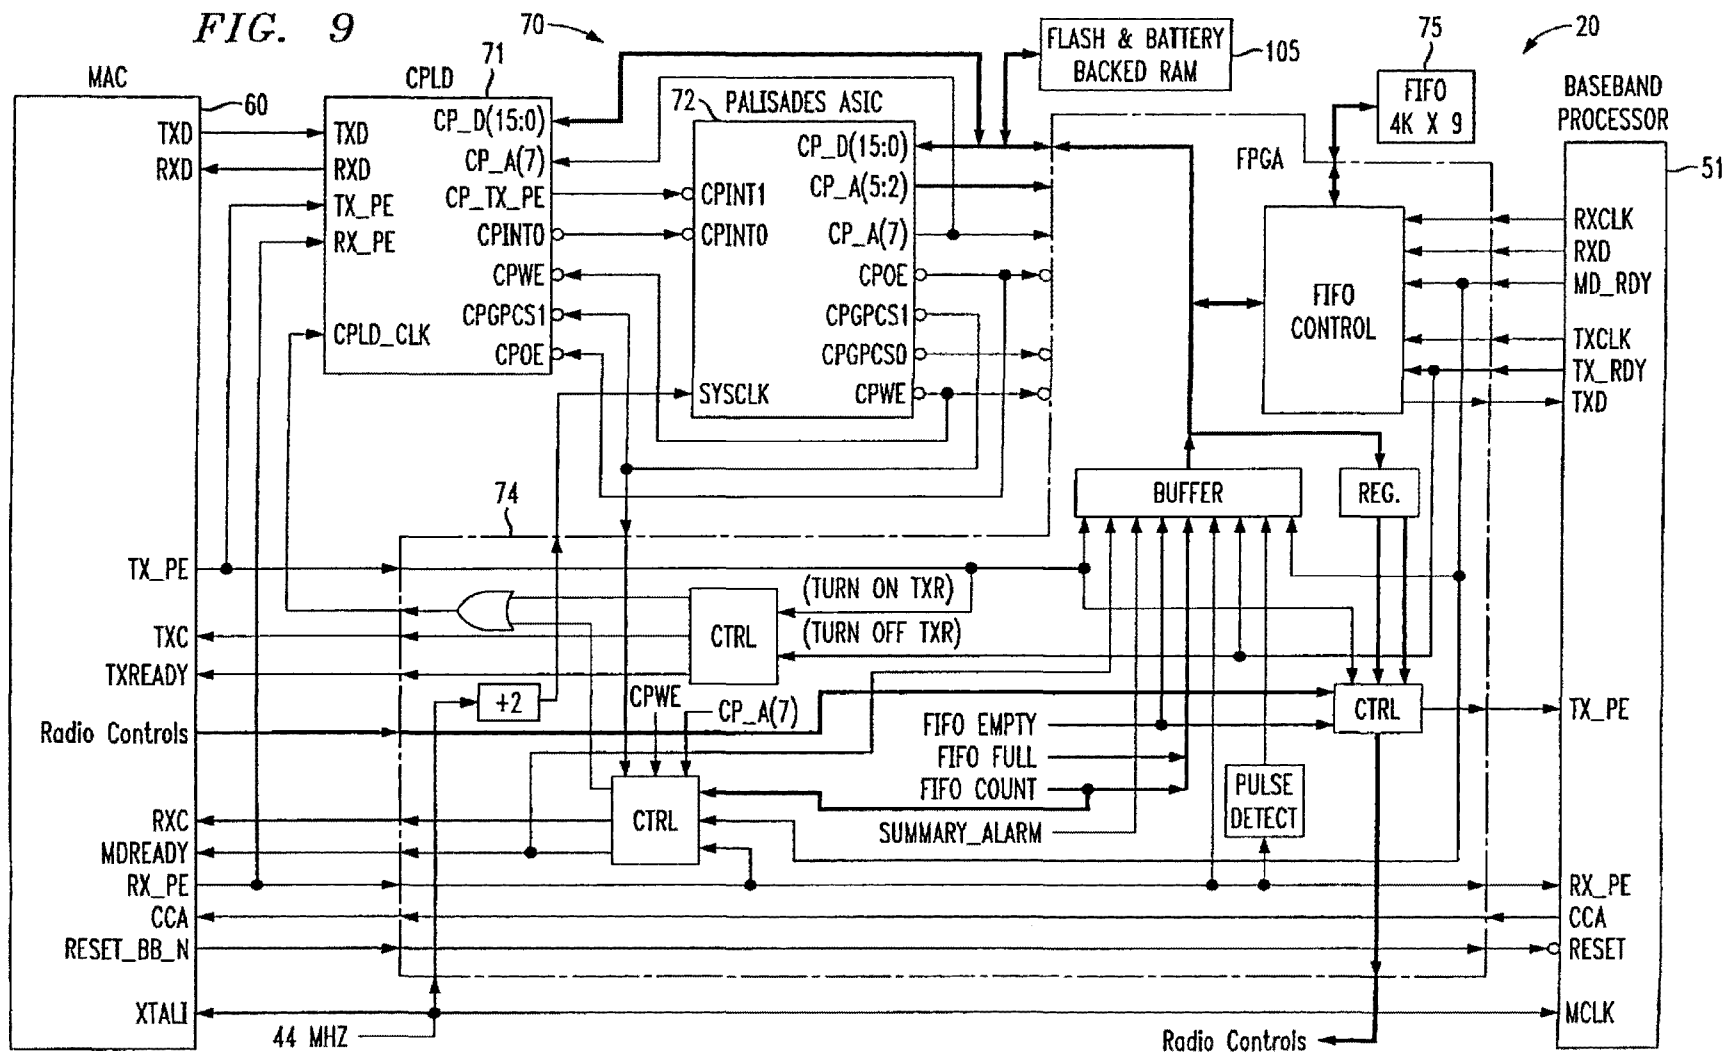 FIG. 9
70
75
20
FLASH & BATTERY
BACKED RAM
105
MAC
60
CPLD
71
72
PALISADES ASIC
FIFO
4K X 9
BASEBAND
PROCESSOR
51
TXD
RXD
TXD
RXD
TX_PE
RX_PE
CPLD_CLK
CP_D(15:0)
CP_A(7)
CP_TX_PE
CPINT0
CPWE
CPGPCS1
CPOE
CPINT1
CPINT0
SYSCLK
CP_D(15:0)
CP_A(5:2)
CP_A(7)
CPOE
CPGPCS1
CPGPCS0
CPWE
FPGA
FIFO
CONTROL
RXCLK
RXD
MD_RDY
TXCLK
TX_RDY
TXD
BUFFER
REG.
74
TX_PE
TXC
TXREADY
Radio Controls
RXC
MDREADY
RX_PE
CCA
RESET_BB_N
XTALI
44 MHZ
CTRL
(TURN ON TXR)
(TURN OFF TXR)
+2
CPWE
CP_A(7)
CTRL
FIFO EMPTY
FIFO FULL
FIFO COUNT
SUMMARY_ALARM
PULSE
DETECT
CTRL
TX_PE
RX_PE
CCA
RESET
MCLK
Radio Controls